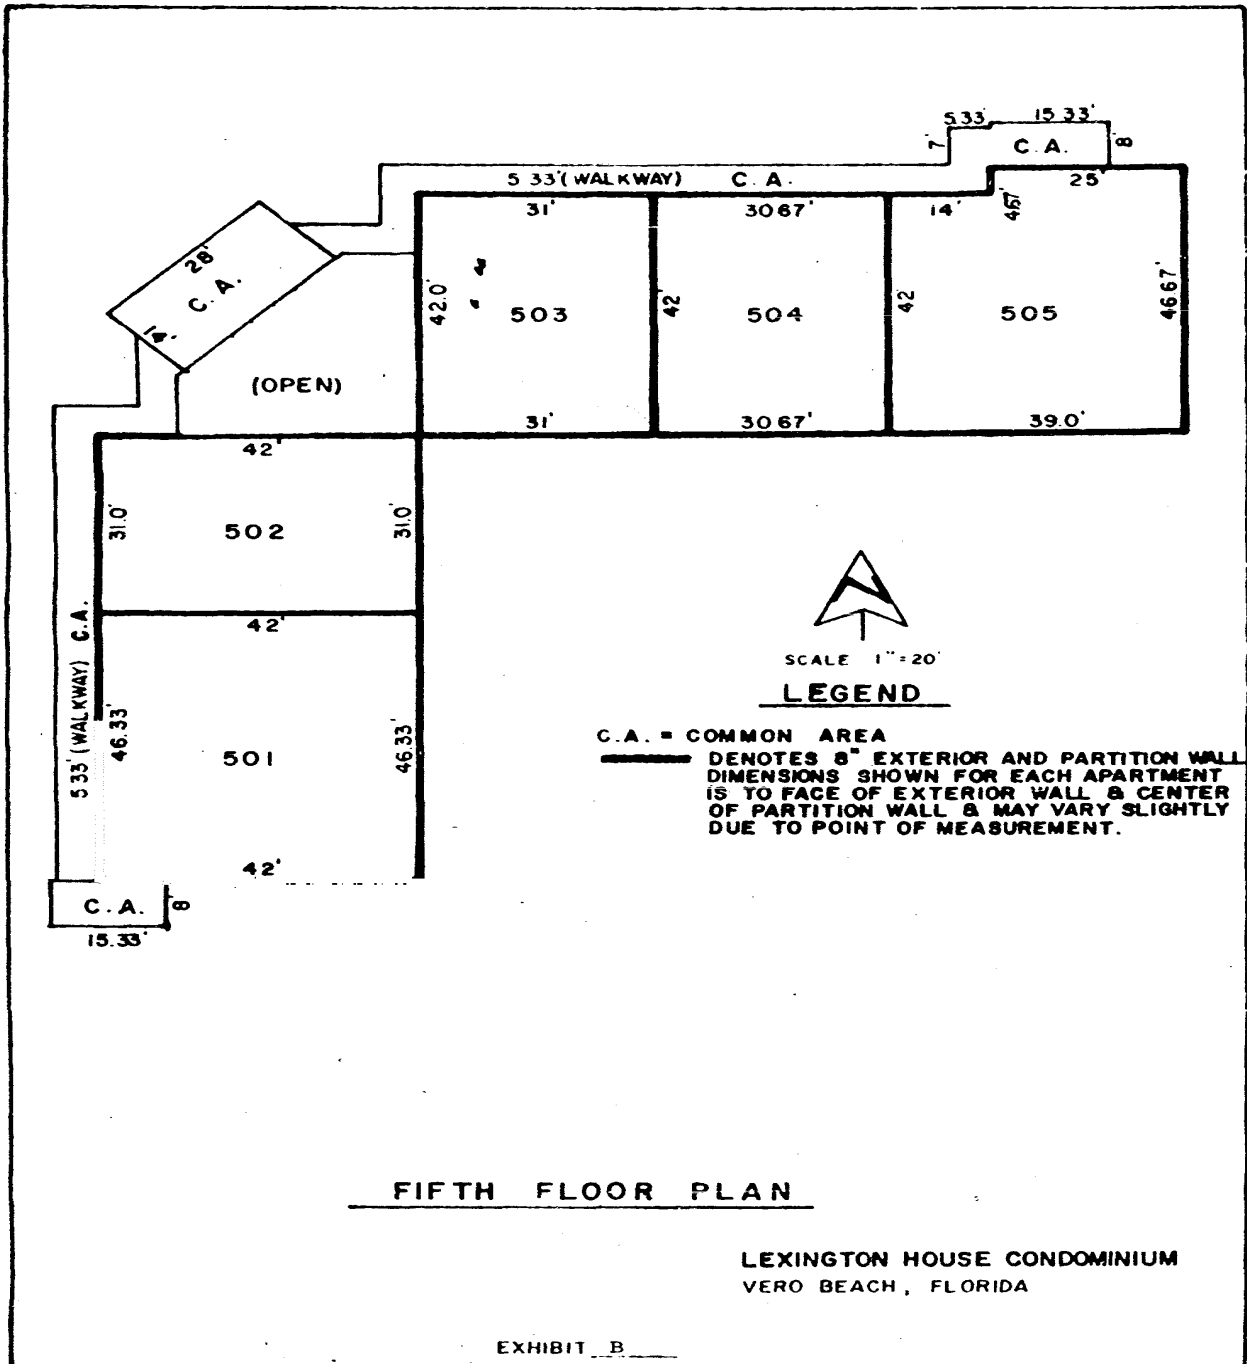 5.33' 15.33'
7' C.A. 8'
5.33' (WALKWAY) C.A.
25'
31' 30.67' 14' 4.67'
28'
C.A.
14'
42.0' 503 42' 504 42' 505 46.67'
(OPEN)
31' 30.67' 39.0'
42'
31.0' 502 31.0'
42'
5.33' (WALKWAY) C.A.
46.33' 501 46.33'
42'
C.A. 8'
15.33'
N
SCALE 1"=20'
LEGEND
C.A. = COMMON AREA
DENOTES 8" EXTERIOR AND PARTITION WALL
DIMENSIONS SHOWN FOR EACH APARTMENT
IS TO FACE OF EXTERIOR WALL & CENTER
OF PARTITION WALL & MAY VARY SLIGHTLY
DUE TO POINT OF MEASUREMENT.
FIFTH FLOOR PLAN
LEXINGTON HOUSE CONDOMINIUM
VERO BEACH, FLORIDA
EXHIBIT B